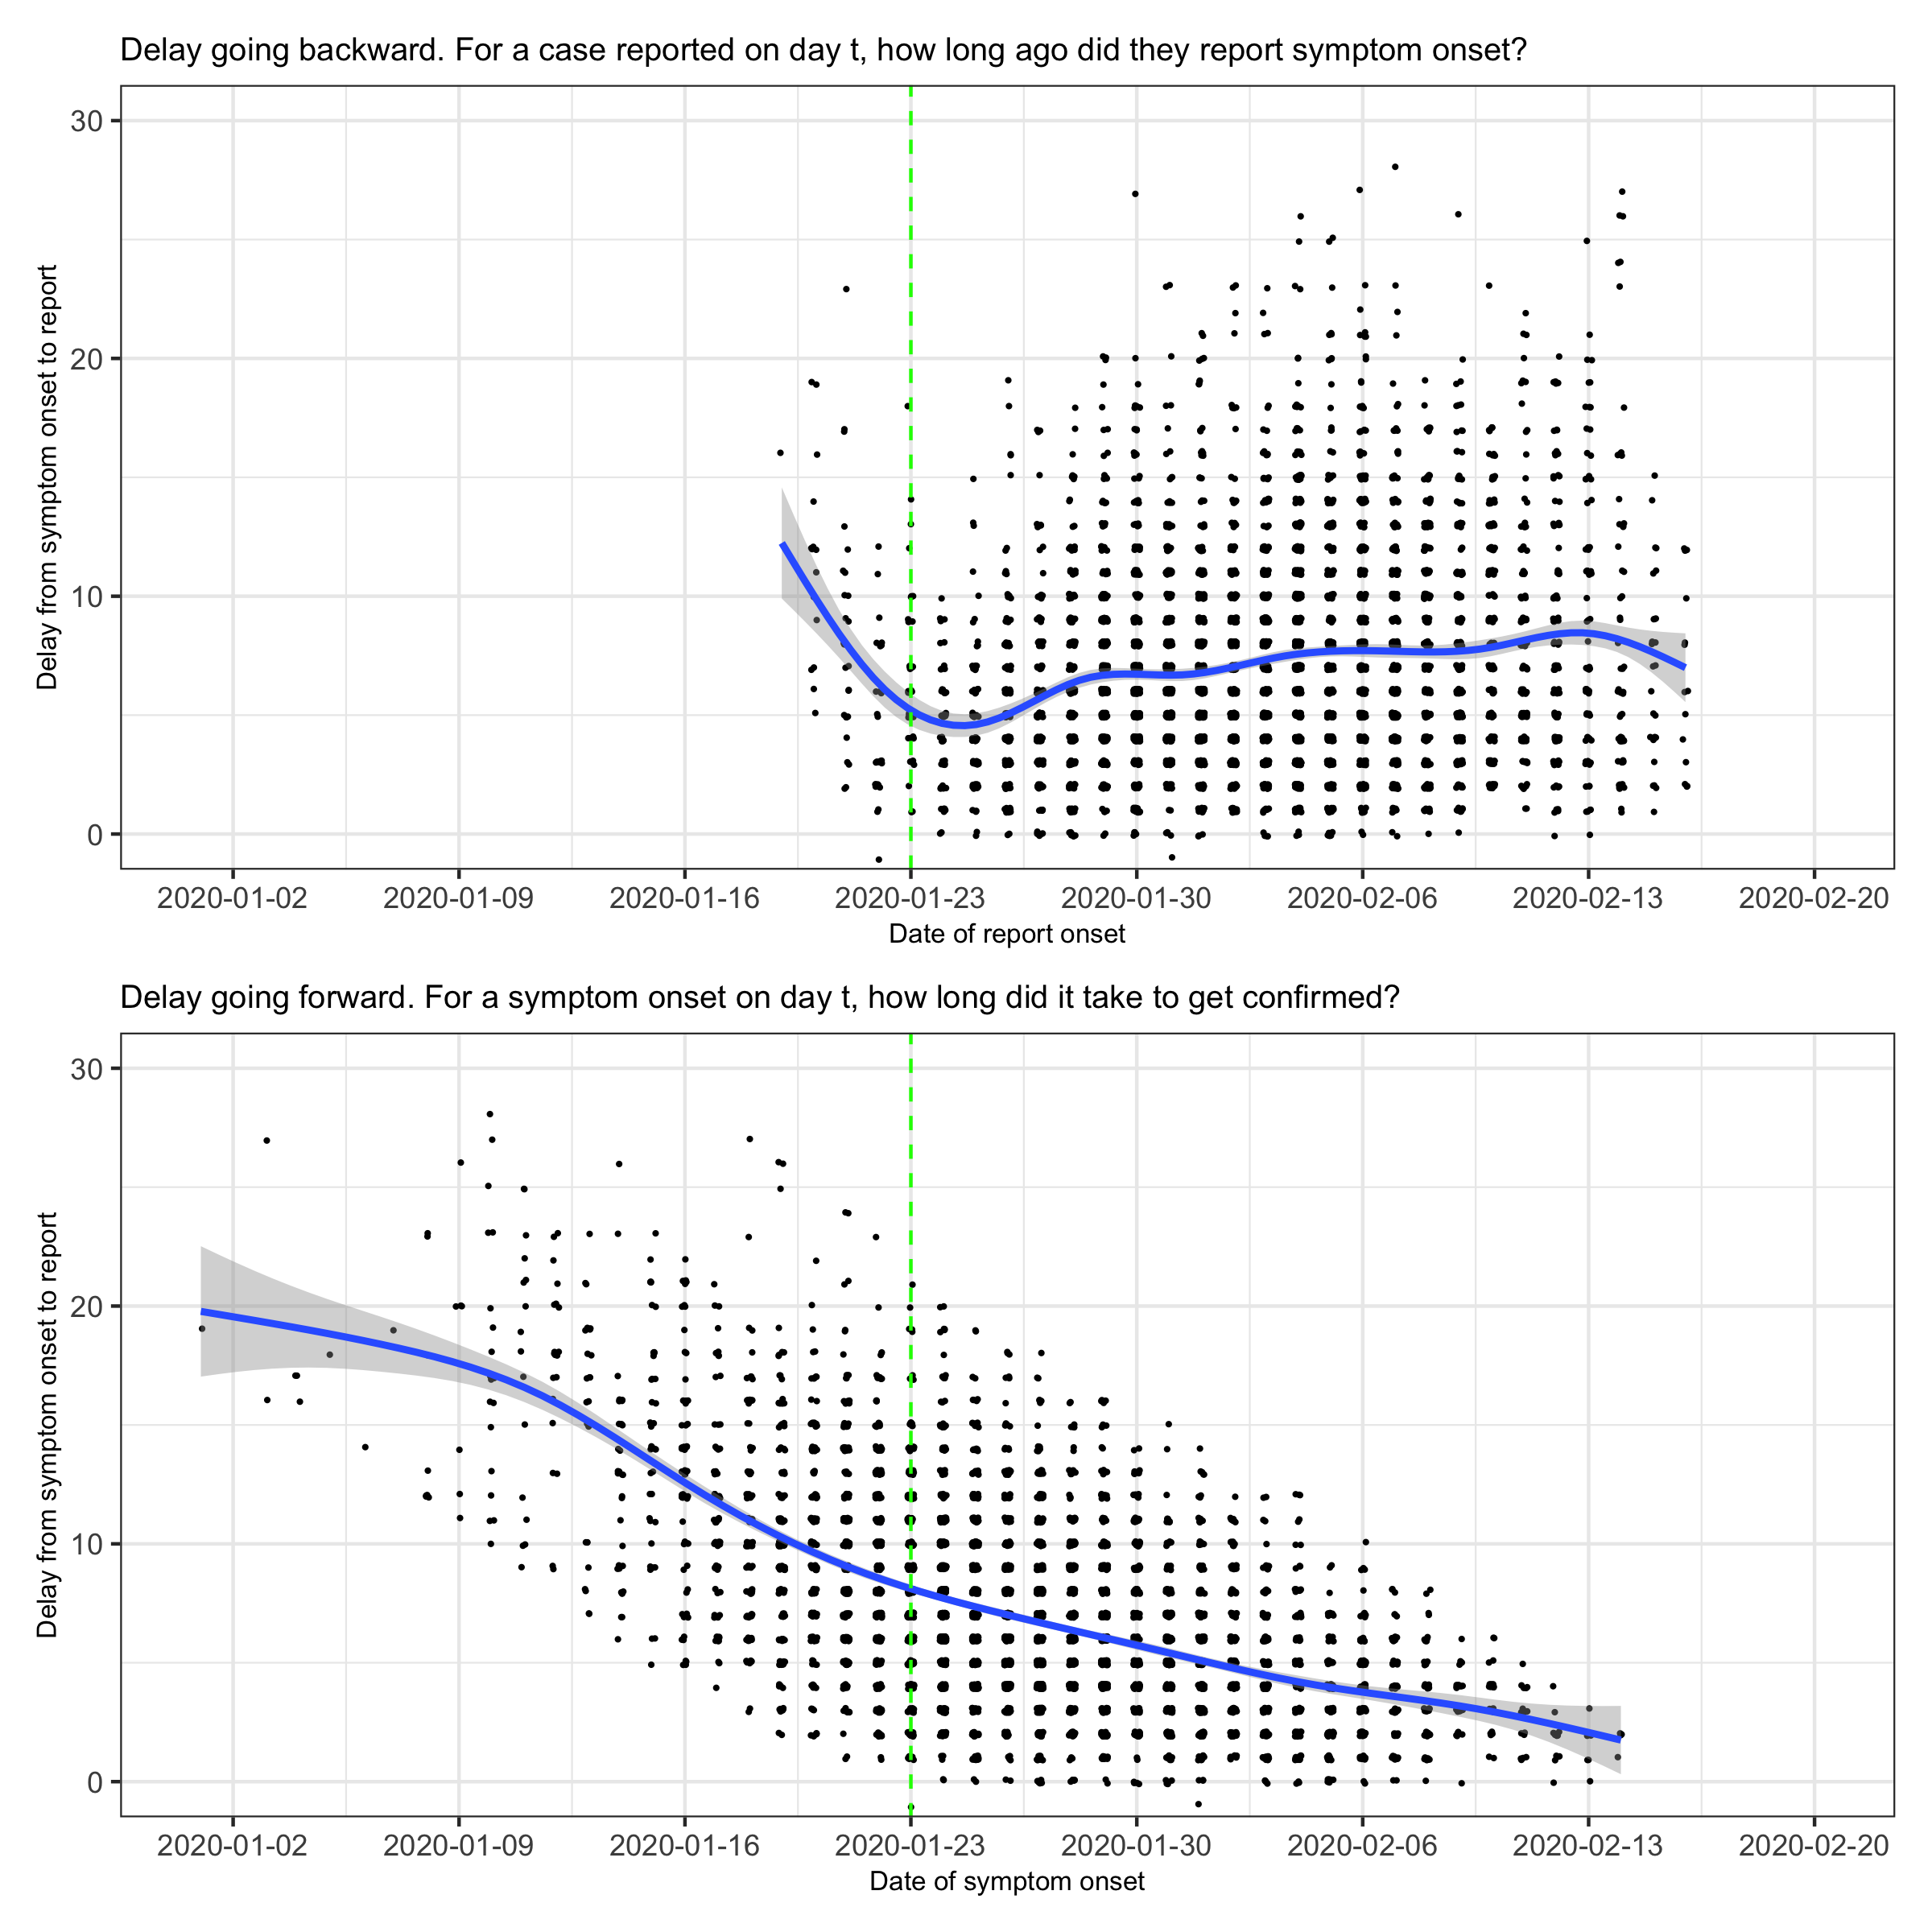 Delay going backward. For a case reported on day t, how long ago did they report symptom onset?
Delay from symptom onset to report
30
20
10
0
2020-01-02 2020-01-09 2020-01-16 2020-01-23 2020-01-30 2020-02-06 2020-02-13 2020-02-20
Date of report onset
Delay going forward. For a symptom onset on day t, how long did it take to get confirmed?
Delay from symptom onset to report
30
20
10
0
2020-01-02 2020-01-09 2020-01-16 2020-01-23 2020-01-30 2020-02-06 2020-02-13 2020-02-20
Date of symptom onset